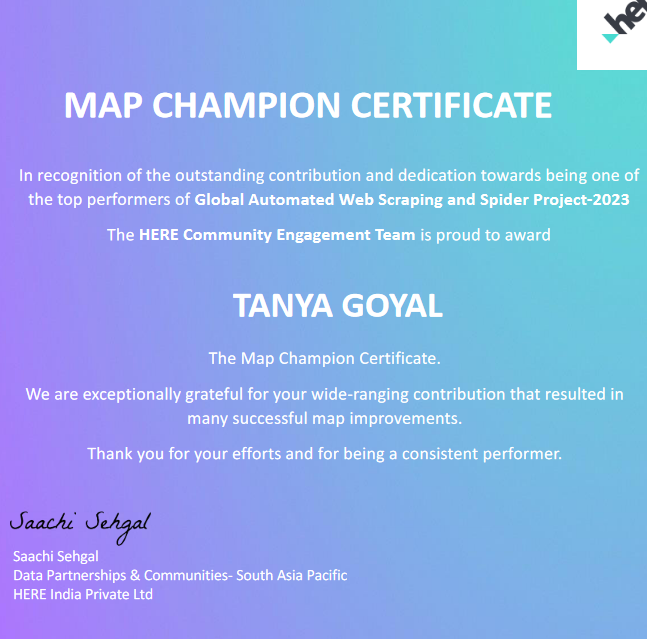 her
MAP CHAMPION CERTIFICATE
In recognition of the outstanding contribution and dedication towards being one of
the top performers of Global Automated Web Scraping and Spider Project-2023
The HERE Community Engagement Team is proud to award
TANYA GOYAL
The Map Champion Certificate.
We are exceptionally grateful for your wide-ranging contribution that resulted in
many successful map improvements.
Thank you for your efforts and for being a consistent performer.
Saachi Sehgal
Saachi Sehgal
Data Partnerships & Communities- South Asia Pacific
HERE India Private Ltd